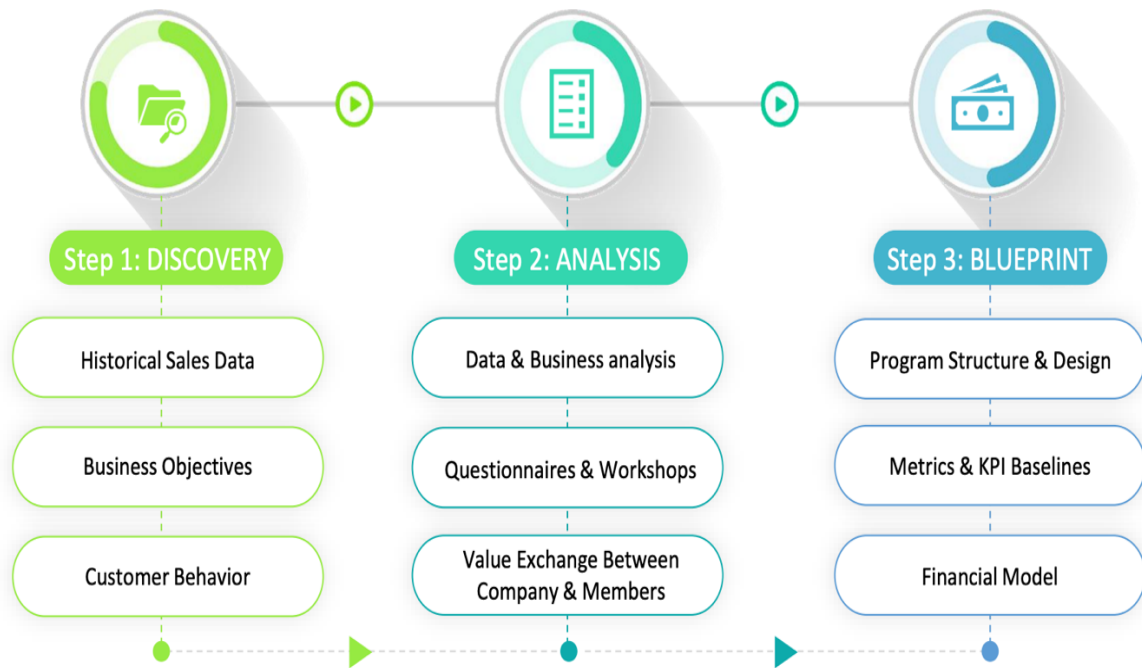 Step 1: DISCOVERY
Historical Sales Data
Business Objectives
Customer Behavior
Step 2: ANALYSIS
Data & Business analysis
Questionnaires & Workshops
Value Exchange Between
Company & Members
Step 3: BLUEPRINT
Program Structure & Design
Metrics & KPI Baselines
Financial Model